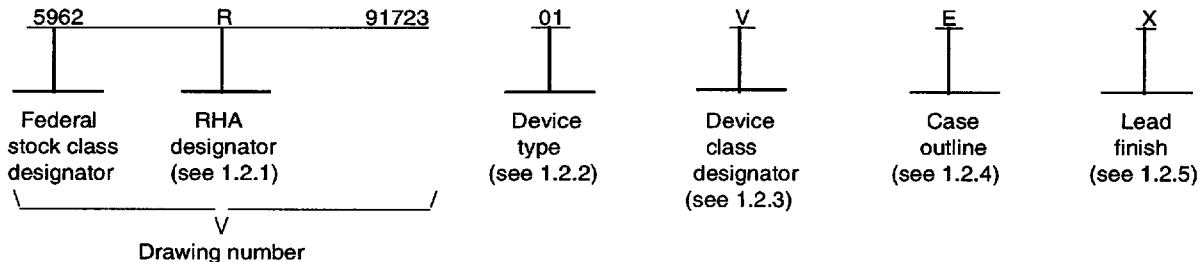 5962 R 91723 01 V E X
Federal stock class designator
RHA designator (see 1.2.1)
Device type (see 1.2.2)
Device class designator (see 1.2.3)
Case outline (see 1.2.4)
Lead finish (see 1.2.5)
\ / V
Drawing number